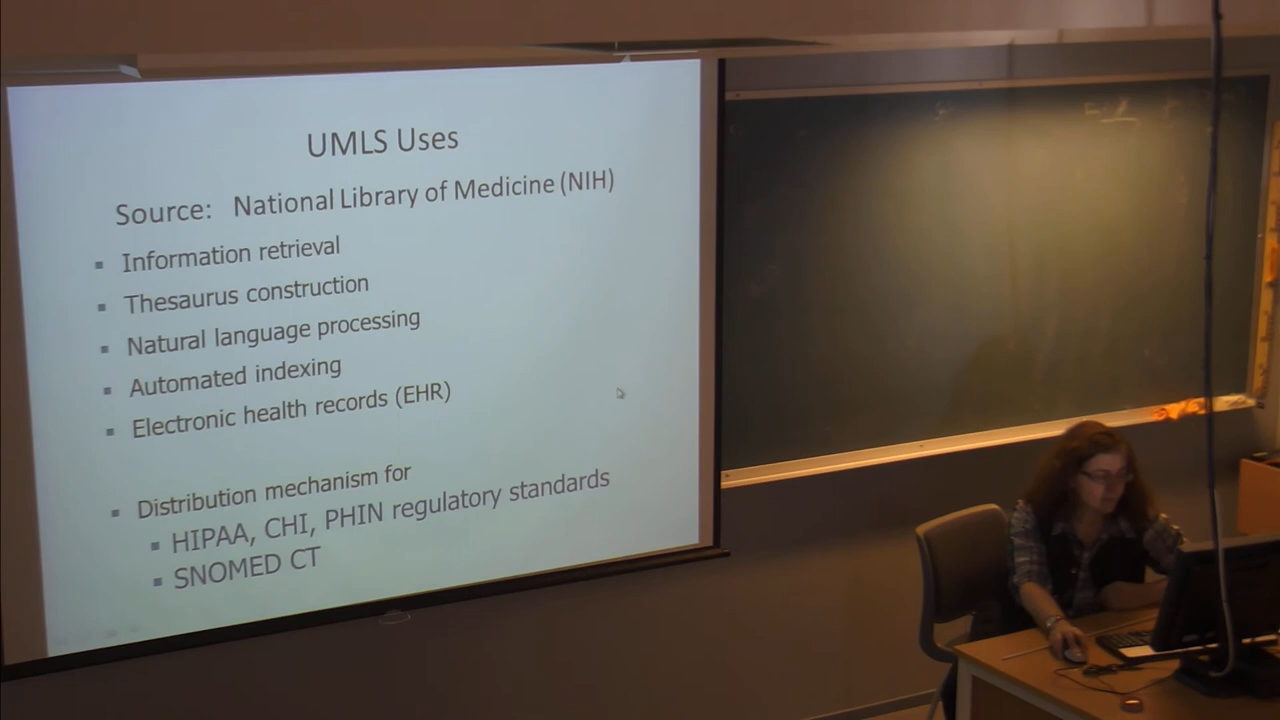 UMLS Uses
Source: National Library of Medicine (NIH)
▪ Information retrieval
▪ Thesaurus construction
▪ Natural language processing
▪ Automated indexing
▪ Electronic health records (EHR)
▪ Distribution mechanism for
▪ HIPAA, CHI, PHIN regulatory standards
▪ SNOMED CT